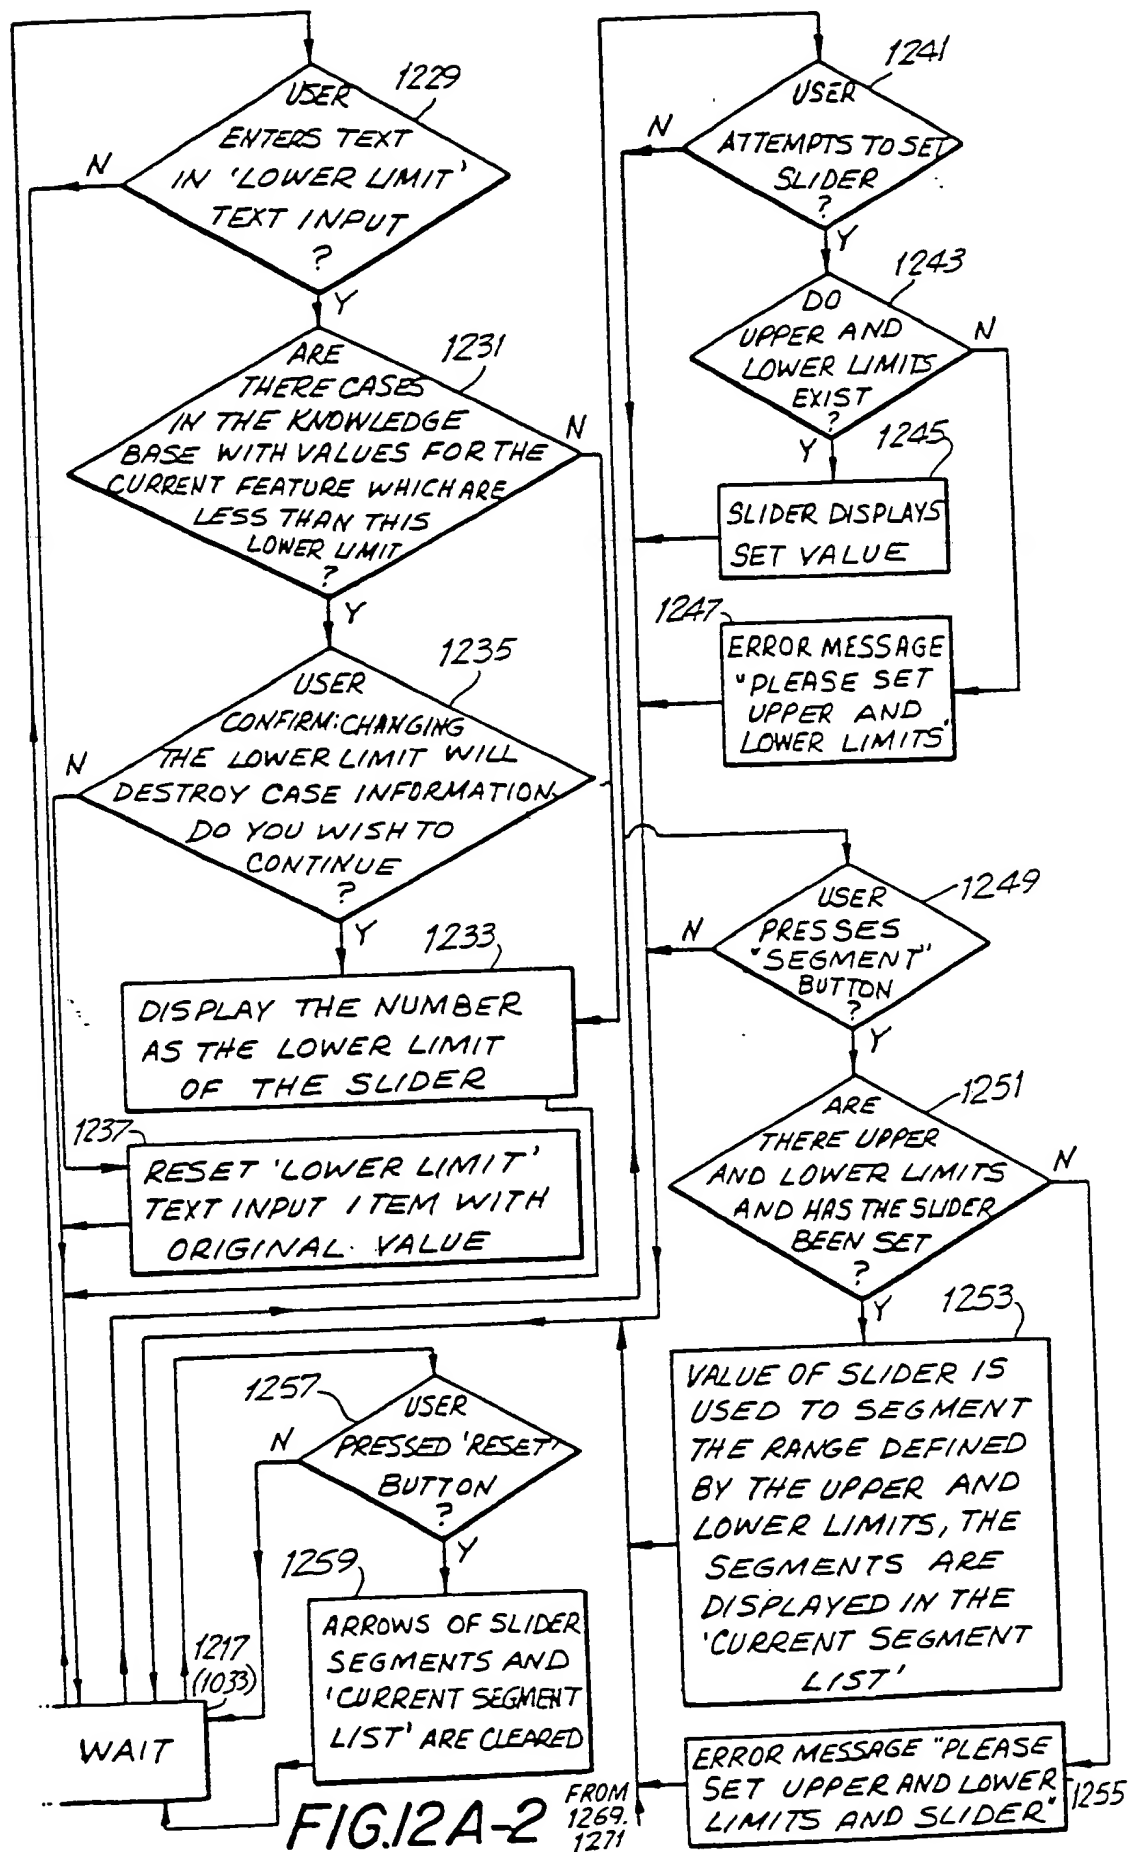 1229
USER
ENTERS TEXT
IN 'LOWER LIMIT'
TEXT INPUT
?
N
Y
1231
ARE
THERE CASES
IN THE KNOWLEDGE
BASE WITH VALUES FOR THE
CURRENT FEATURE WHICH ARE
LESS THAN THIS
LOWER LIMIT
?
N
Y
1235
USER
CONFIRM: CHANGING
THE LOWER LIMIT WILL
DESTROY CASE INFORMATION.
DO YOU WISH TO
CONTINUE
?
N
Y
1233
DISPLAY THE NUMBER
AS THE LOWER LIMIT
OF THE SLIDER
1237
RESET 'LOWER LIMIT'
TEXT INPUT ITEM WITH
ORIGINAL VALUE
1241
USER
ATTEMPTS TO SET
SLIDER
?
N
Y
1243
DO
UPPER AND
LOWER LIMITS
EXIST
?
N
Y
1245
SLIDER DISPLAYS
SET VALUE
1247
ERROR MESSAGE
"PLEASE SET
UPPER AND
LOWER LIMITS"
1249
USER
PRESSES
"SEGMENT"
BUTTON
?
N
Y
1251
ARE
THERE UPPER
AND LOWER LIMITS
AND HAS THE SLIDER
BEEN SET
?
N
Y
1253
VALUE OF SLIDER IS
USED TO SEGMENT
THE RANGE DEFINED
BY THE UPPER AND
LOWER LIMITS, THE
SEGMENTS ARE
DISPLAYED IN THE
'CURRENT SEGMENT
LIST'
1255
ERROR MESSAGE "PLEASE
SET UPPER AND LOWER
LIMITS AND SLIDER"
1257
USER
PRESSED 'RESET'
BUTTON
?
N
Y
1259
ARROWS OF SLIDER
SEGMENTS AND
'CURRENT SEGMENT
LIST' ARE CLEARED
1217
(1033)
WAIT
FROM
1269.
1271
FIG.12A-2